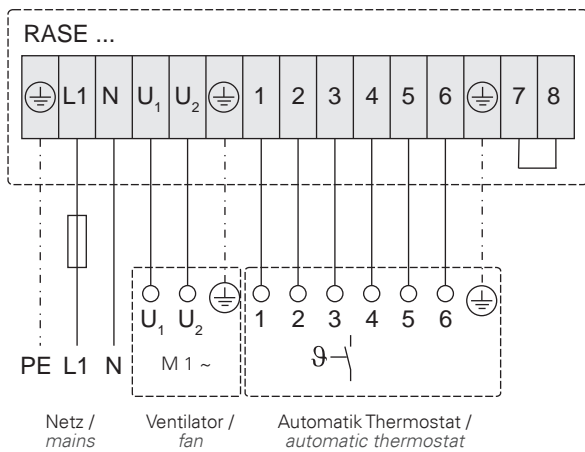 RASE ...
L1 N U1 U2 1 2 3 4 5 6 7 8
U1 U2 1 2 3 4 5 6
PE L1 N M 1 ~ ϑ
Netz / Ventilator / Automatik Thermostat /
mains fan automatic thermostat